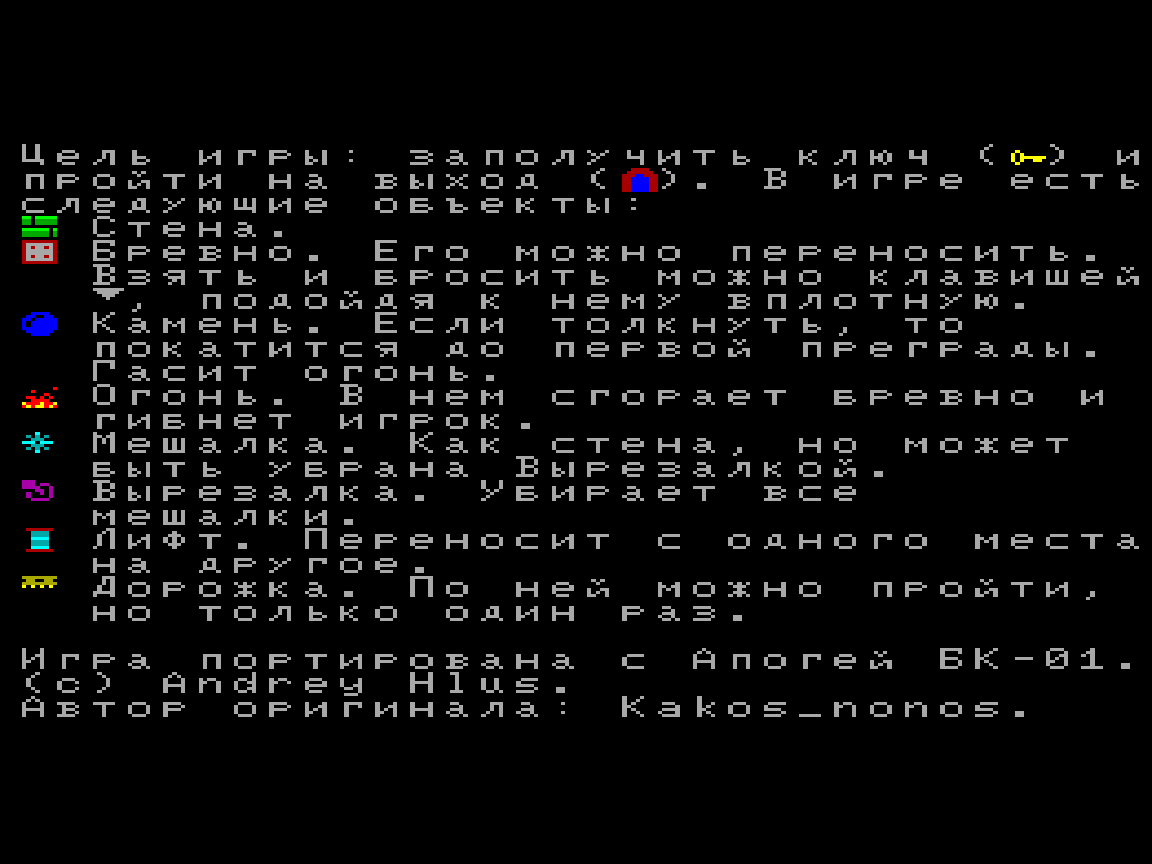 Цель игры: заполучить ключ ( ) и
пройти на выход ( ). В игре есть
следующие объекты:
Стена.
Бревно. Его можно переносить.
Взять и бросить можно клавишей
, подойдя к нему вплотную.
Камень. Если толкнуть, то
покатится до первой преграды.
Гасит огонь.
Огонь. В нем сгорает бревно и
гибнет игрок.
Мешалка. Как стена, но может
быть убрана Вырезалкой.
Вырезалка. Убирает все
мешалки.
Лифт. Переносит с одного места
на другое.
Дорожка. По ней можно пройти,
но только один раз.
Игра портирована с Апогей БК-01.
(c) Andrey Hlus.
Автор оригинала: Kakos_nonos.